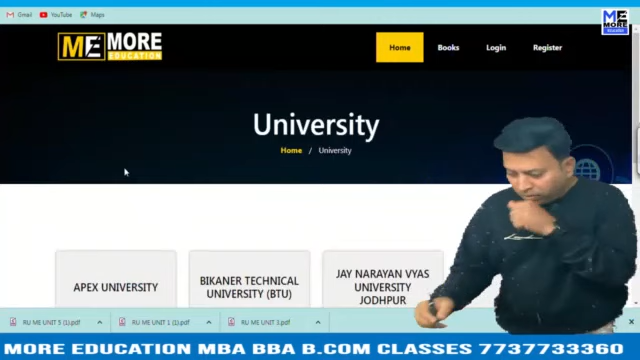 Gmail YouTube Maps
ME MORE EDUCATION
Home Books Login Register
ME MORE
University
Home / University
APEX UNIVERSITY
BIKANER TECHNICAL UNIVERSITY (BTU)
JAY NARAYAN VYAS UNIVERSITY JODHPUR
RU ME UNIT 5 (1).pdf RU ME UNIT 1 (1).pdf RU ME UNIT 3.pdf
MORE EDUCATION MBA BBA B.COM CLASSES 7737733360